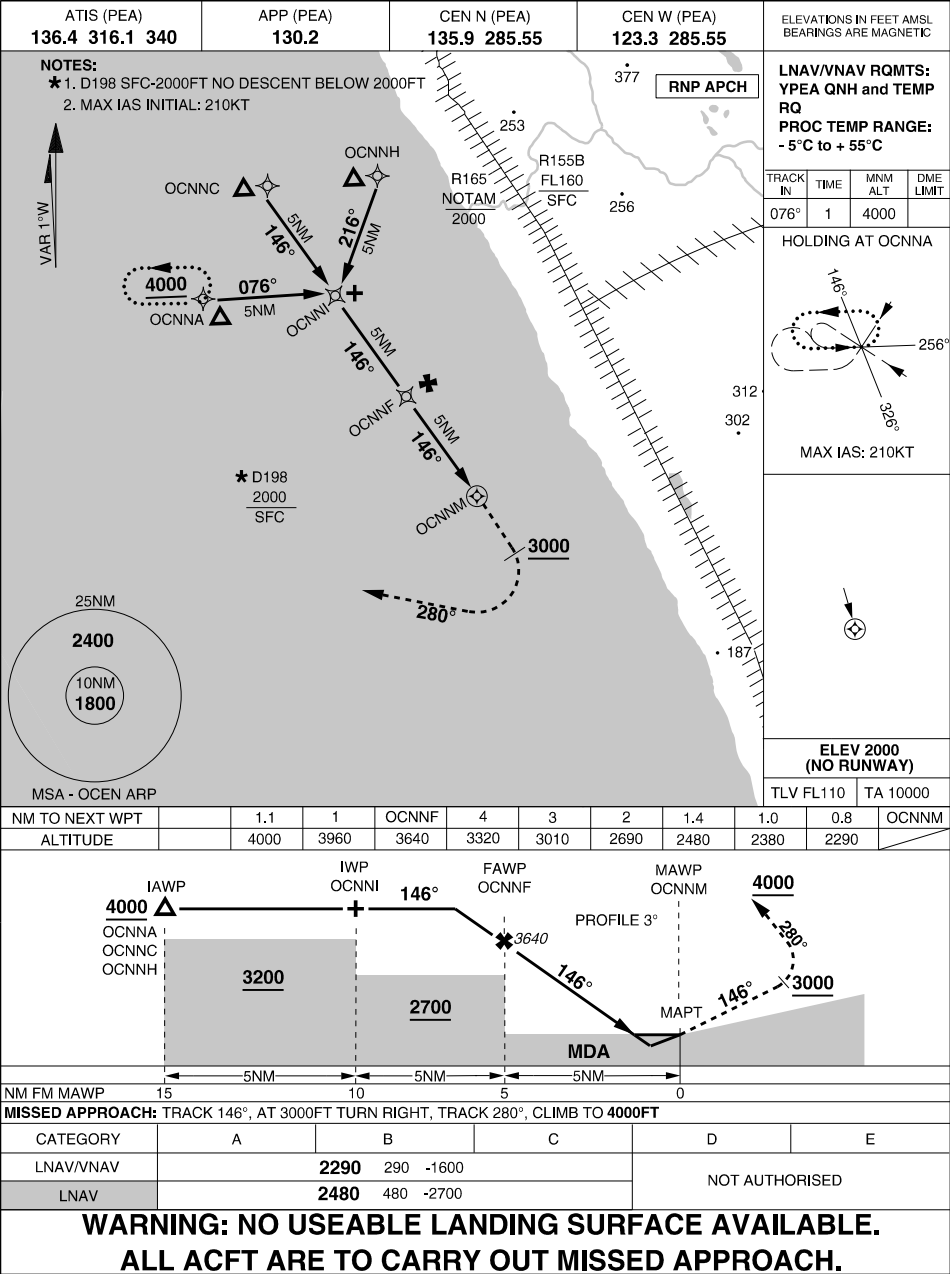 ATIS (PEA) APP (PEA) CEN N (PEA) CEN W (PEA)
136.4 316.1 340 130.2 135.9 285.55 123.3 285.55
ELEVATIONS IN FEET AMSL
BEARINGS ARE MAGNETIC
NOTES:
* 1. D198 SFC-2000FT NO DESCENT BELOW 2000FT
2. MAX IAS INITIAL: 210KT
RNP APCH
377
253
VAR 1°W
OCNNC
OCNNH
R165
NOTAM
2000
R155B
FL160
SFC
256
5NM
146°
216°
5NM
4000
076°
5NM
OCNNA
OCNNI
5NM
146°
OCNNF
5NM
146°
312
302
* D198
2000
SFC
OCNNM
3000
280°
187
25NM
2400
10NM
1800
MSA - OCEN ARP
LNAV/VNAV RQMTS:
YPEA QNH and TEMP
RQ
PROC TEMP RANGE:
- 5°C to + 55°C
TRACK IN TIME MNM ALT DME LIMIT
076° 1 4000
HOLDING AT OCNNA
146°
256°
326°
MAX IAS: 210KT
ELEV 2000
(NO RUNWAY)
TLV FL110 TA 10000
NM TO NEXT WPT 1.1 1 OCNNF 4 3 2 1.4 1.0 0.8 OCNNM
ALTITUDE 4000 3960 3640 3320 3010 2690 2480 2380 2290
IAWP
4000
OCNNA
OCNNC
OCNNH
IWP
OCNNI
146°
FAWP
OCNNF
3640
PROFILE 3°
MAWP
OCNNM
4000
280°
3200
2700
146°
MAPT
146°
3000
MDA
5NM 5NM 5NM
NM FM MAWP 15 10 5 0
MISSED APPROACH: TRACK 146°, AT 3000FT TURN RIGHT, TRACK 280°, CLIMB TO 4000FT
CATEGORY A B C D E
LNAV/VNAV 2290 290 -1600
NOT AUTHORISED
LNAV 2480 480 -2700
WARNING: NO USEABLE LANDING SURFACE AVAILABLE.
ALL ACFT ARE TO CARRY OUT MISSED APPROACH.